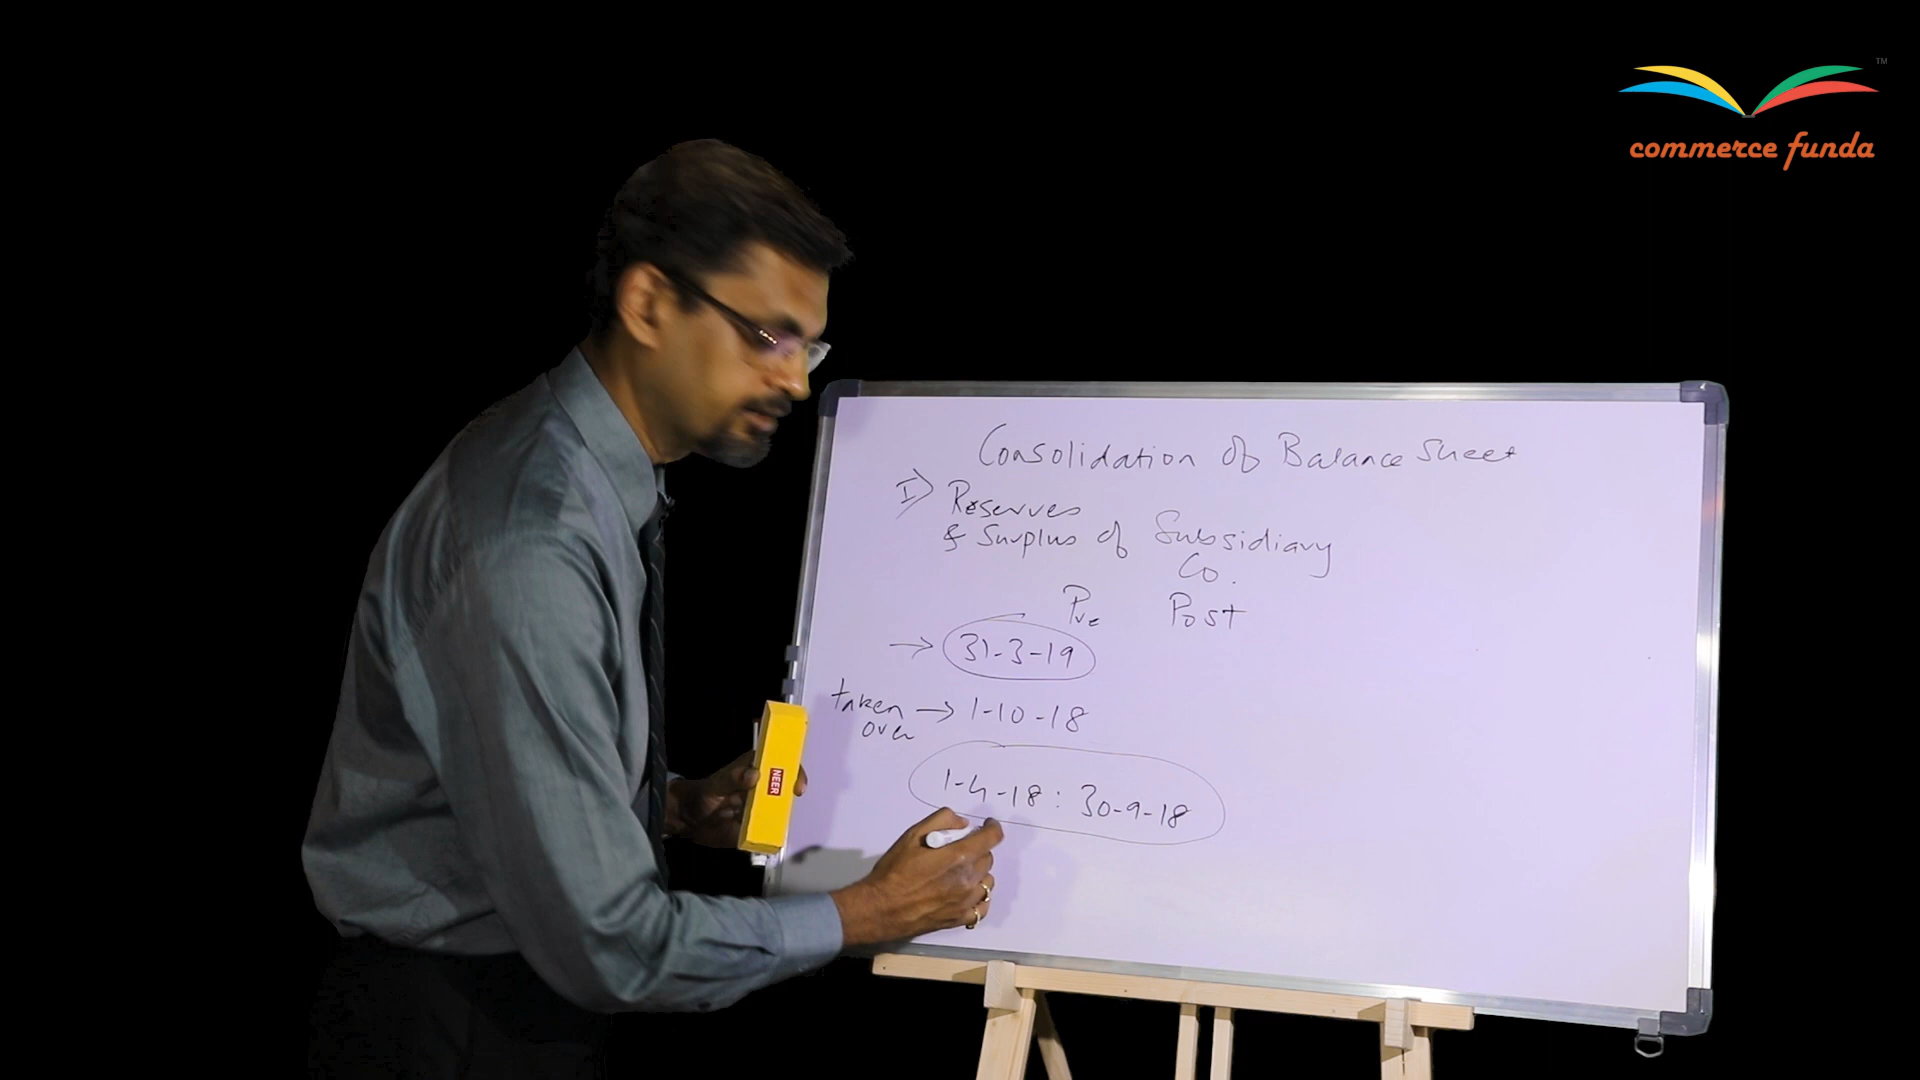 TM
commerce funda
Consolidation of Balance Sheet
I) Reserves
& Surplus of Subsidiary
Co.
Pre Post
→ 31-3-19
taken → 1-10-18
over
1-4-18 : 30-9-18
NEER